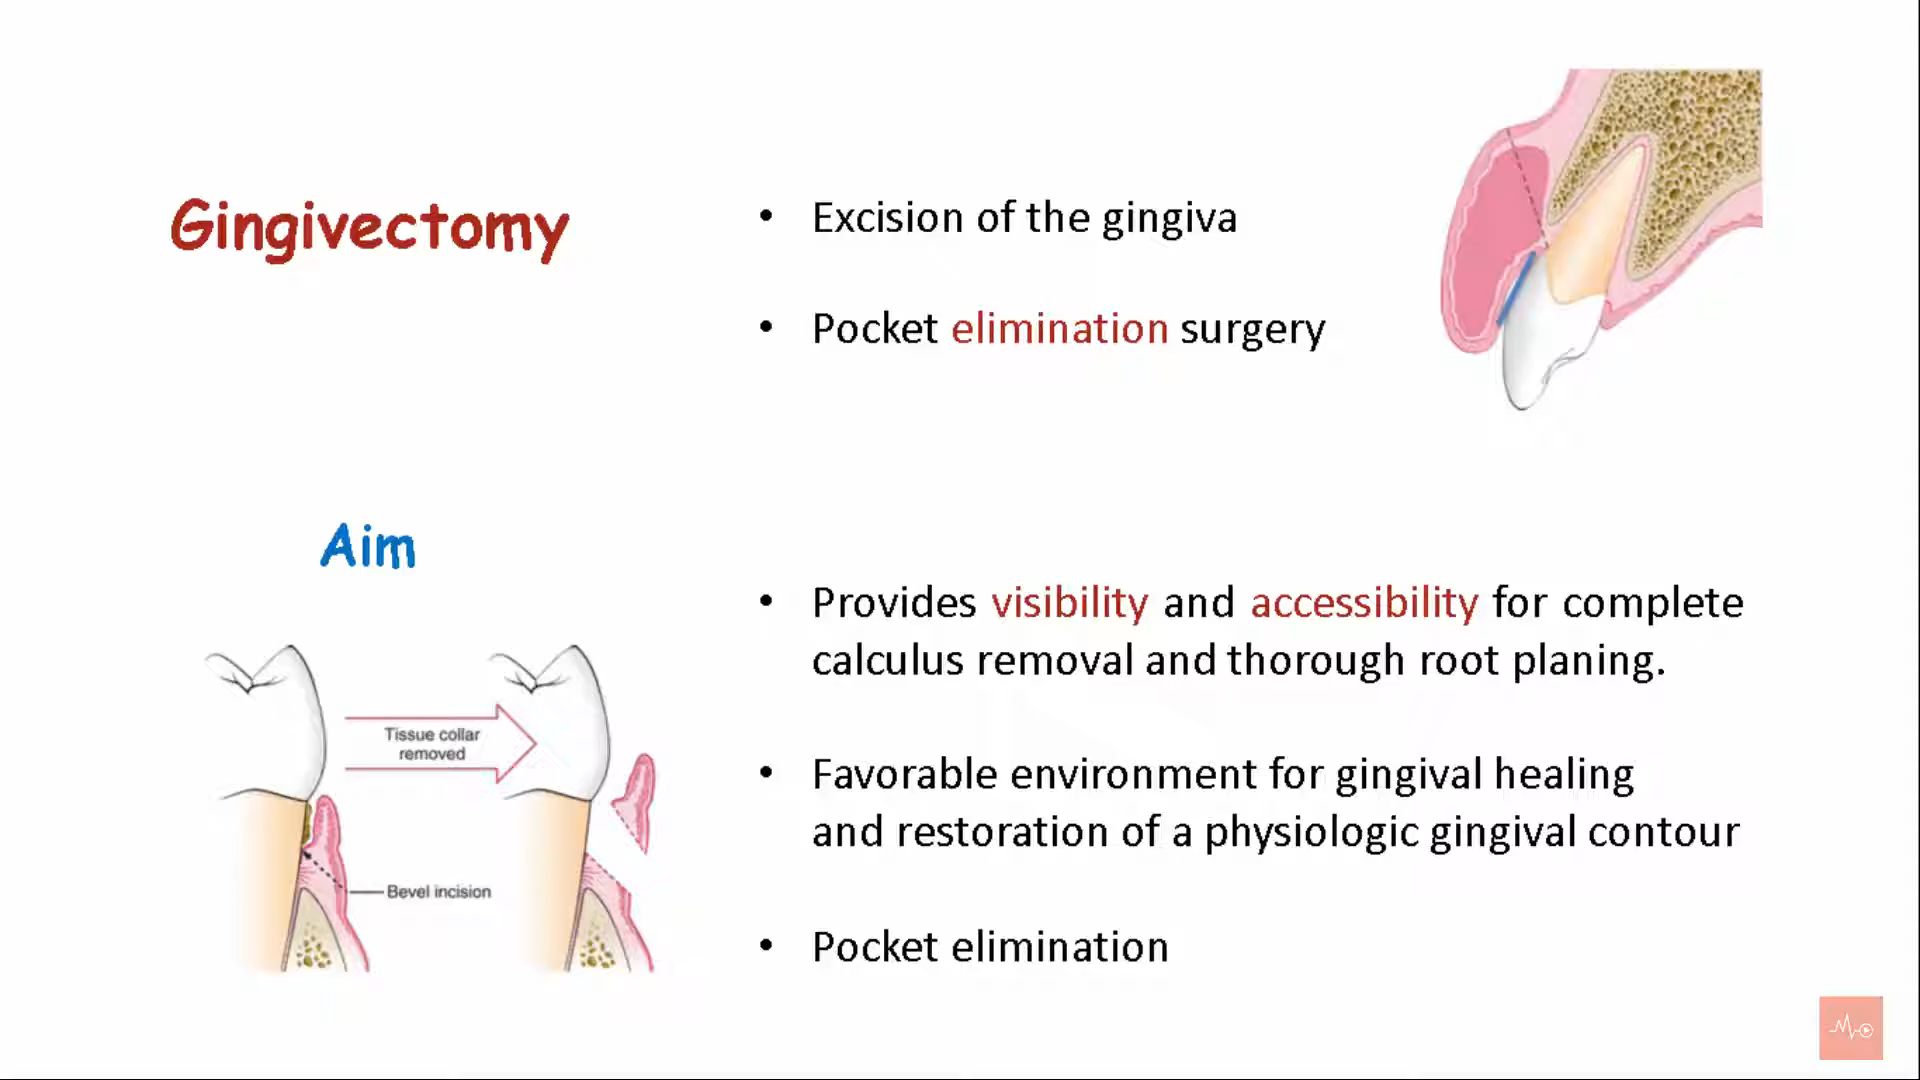 Gingivectomy
• Excision of the gingiva
• Pocket elimination surgery
Aim
• Provides visibility and accessibility for complete
calculus removal and thorough root planing.
• Favorable environment for gingival healing
and restoration of a physiologic gingival contour
• Pocket elimination
Tissue collar
removed
Bevel incision